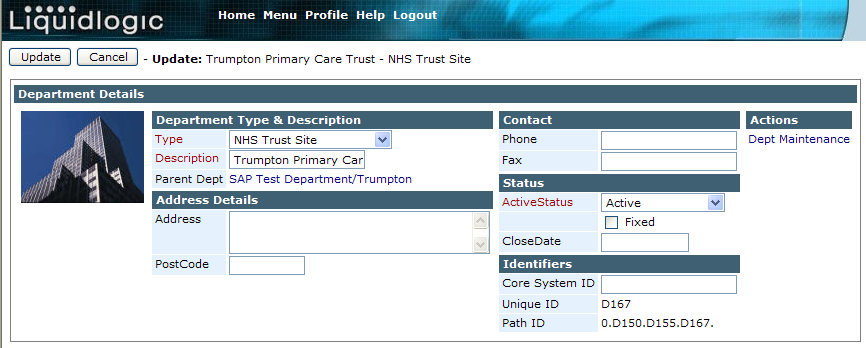 Liquidlogic
Home Menu Profile Help Logout
Update Cancel - Update: Trumpton Primary Care Trust - NHS Trust Site
Department Details
Department Type & Description
Type NHS Trust Site
Description Trumpton Primary Car
Parent Dept SAP Test Department/Trumpton
Address Details
Address
PostCode
Contact
Phone
Fax
Status
ActiveStatus Active
Fixed
CloseDate
Identifiers
Core System ID
Unique ID D167
Path ID 0.D150.D155.D167.
Actions
Dept Maintenance